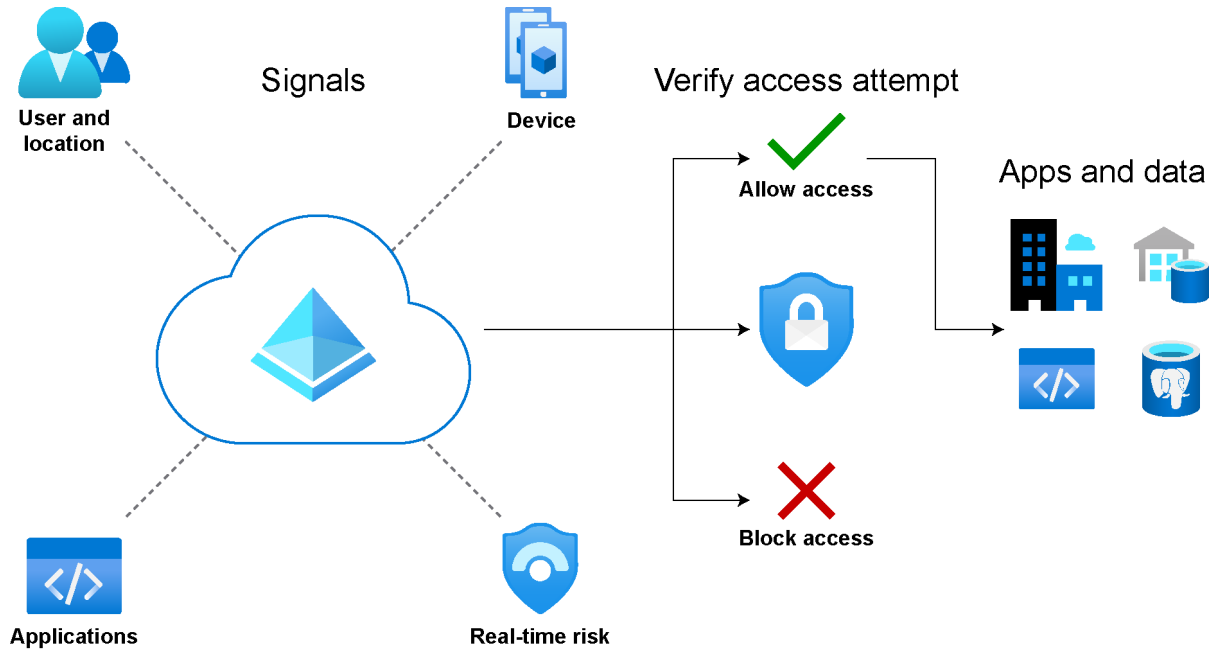 Signals
User and
location
Device
Verify access attempt
Allow access
Apps and data
</>
Block access
</>
Applications
Real-time risk